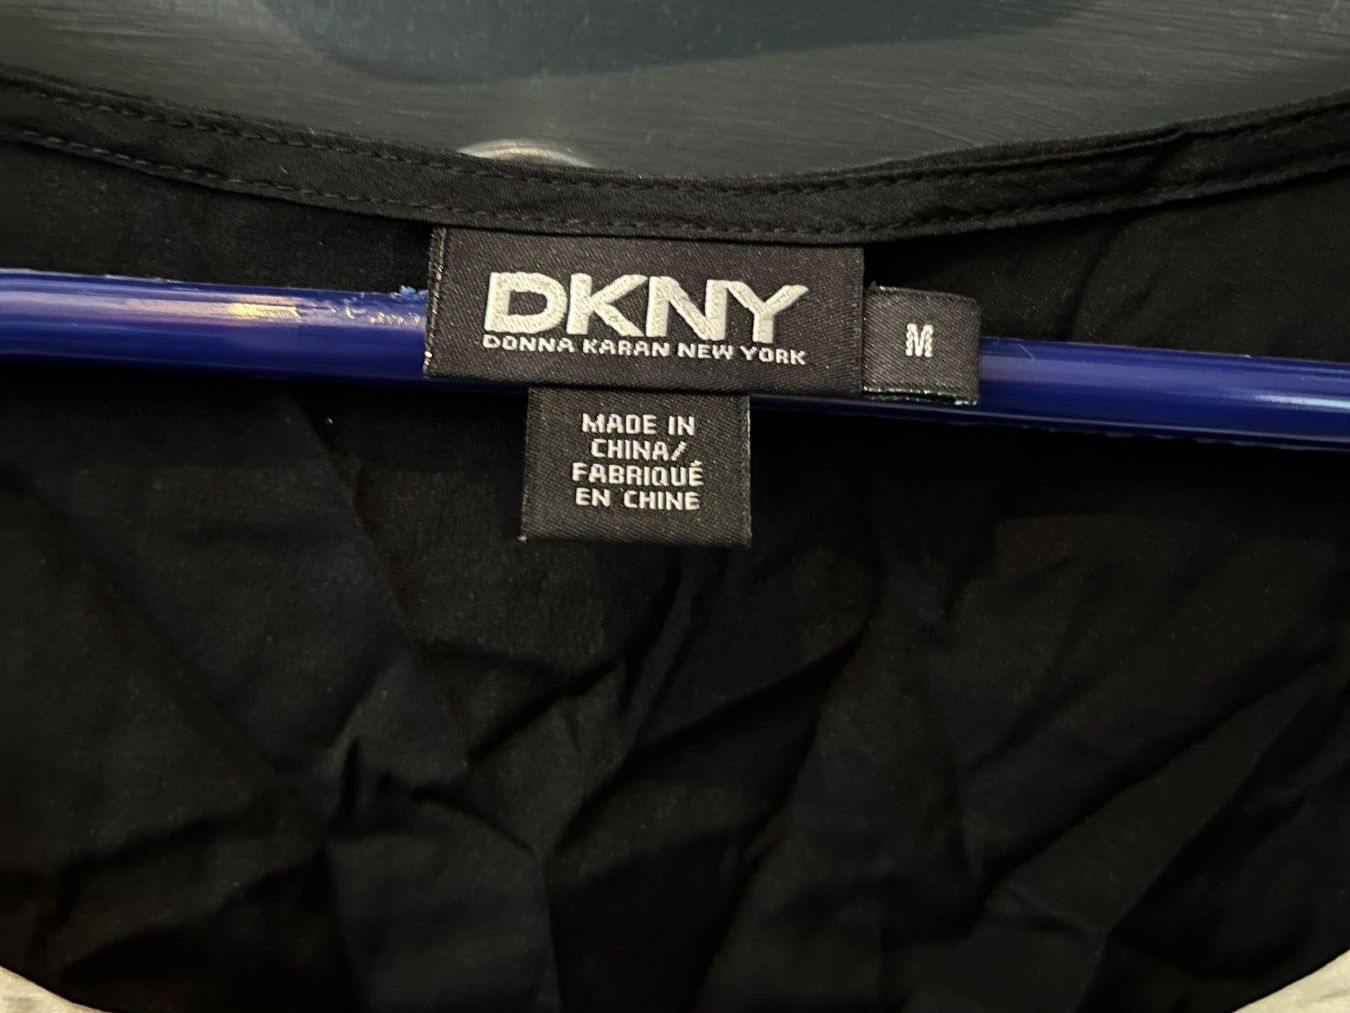 DKNY
DONNA KARAN NEW YORK
M
MADE IN
CHINA/
FABRIQUÉ
EN CHINE